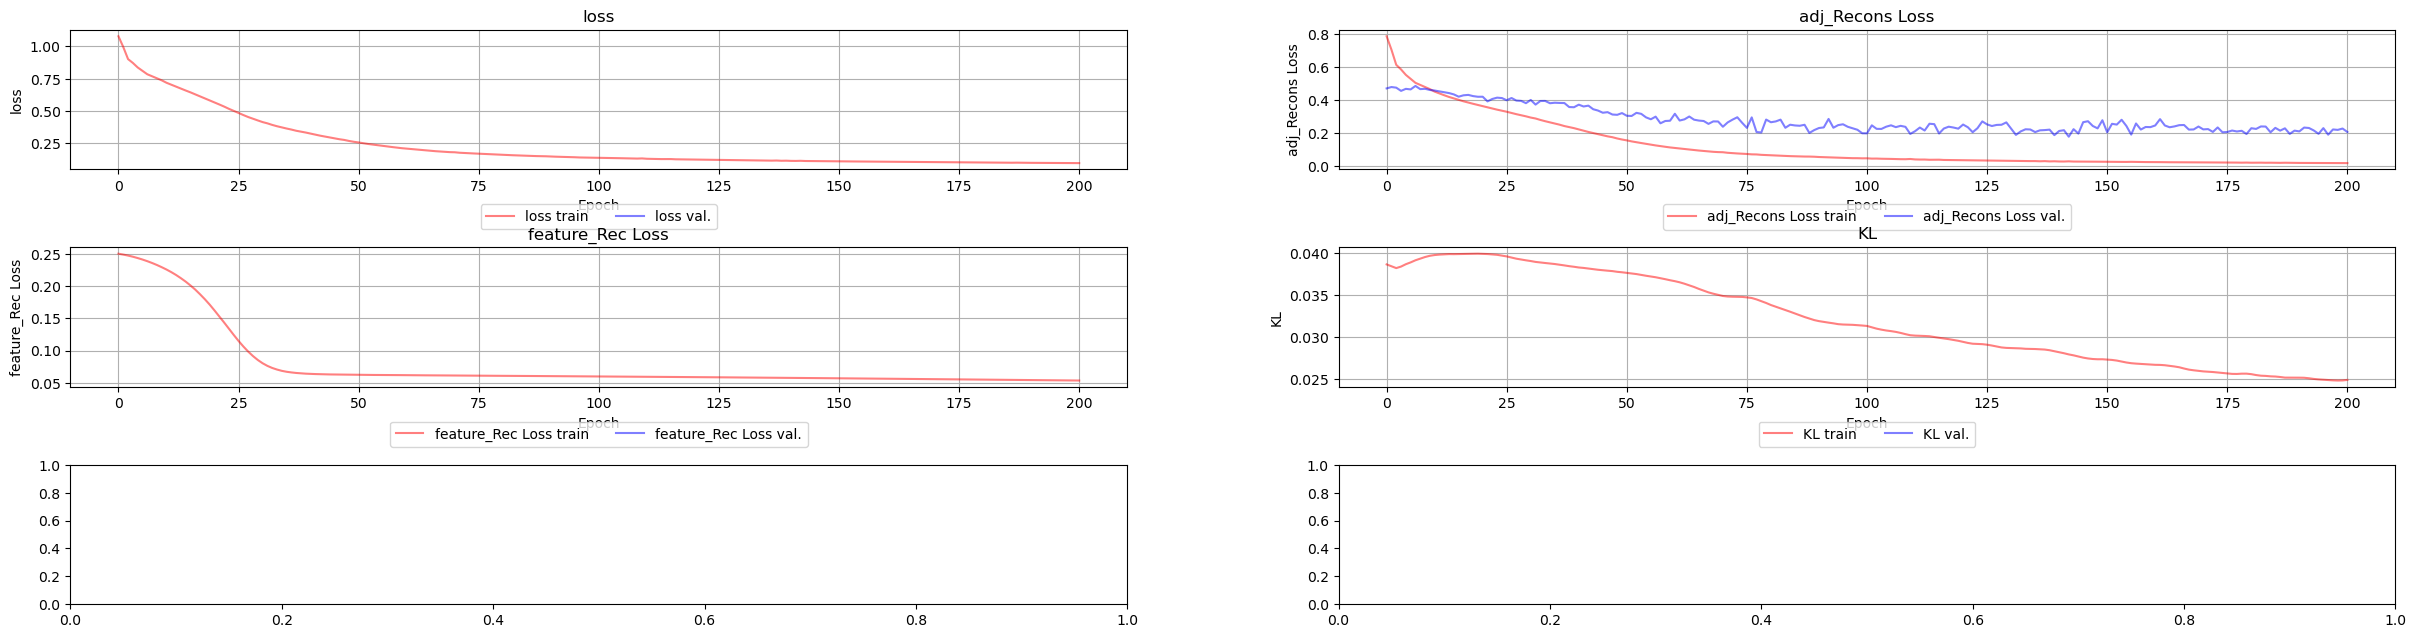 loss
loss
1.00
0.75
0.50
0.25
0 25 50 75 100 125 150 175 200
Epoch
loss train loss val.
adj_Recons Loss
adj_Recons Loss
0.8
0.6
0.4
0.2
0.0
0 25 50 75 100 125 150 175 200
Epoch
adj_Recons Loss train adj_Recons Loss val.
feature_Rec Loss
feature_Rec Loss
0.25
0.20
0.15
0.10
0.05
0 25 50 75 100 125 150 175 200
Epoch
feature_Rec Loss train feature_Rec Loss val.
KL
KL
0.040
0.035
0.030
0.025
0 25 50 75 100 125 150 175 200
Epoch
KL train KL val.
1.0
0.8
0.6
0.4
0.2
0.0
0.0 0.2 0.4 0.6 0.8 1.0
1.0
0.8
0.6
0.4
0.2
0.0
0.0 0.2 0.4 0.6 0.8 1.0